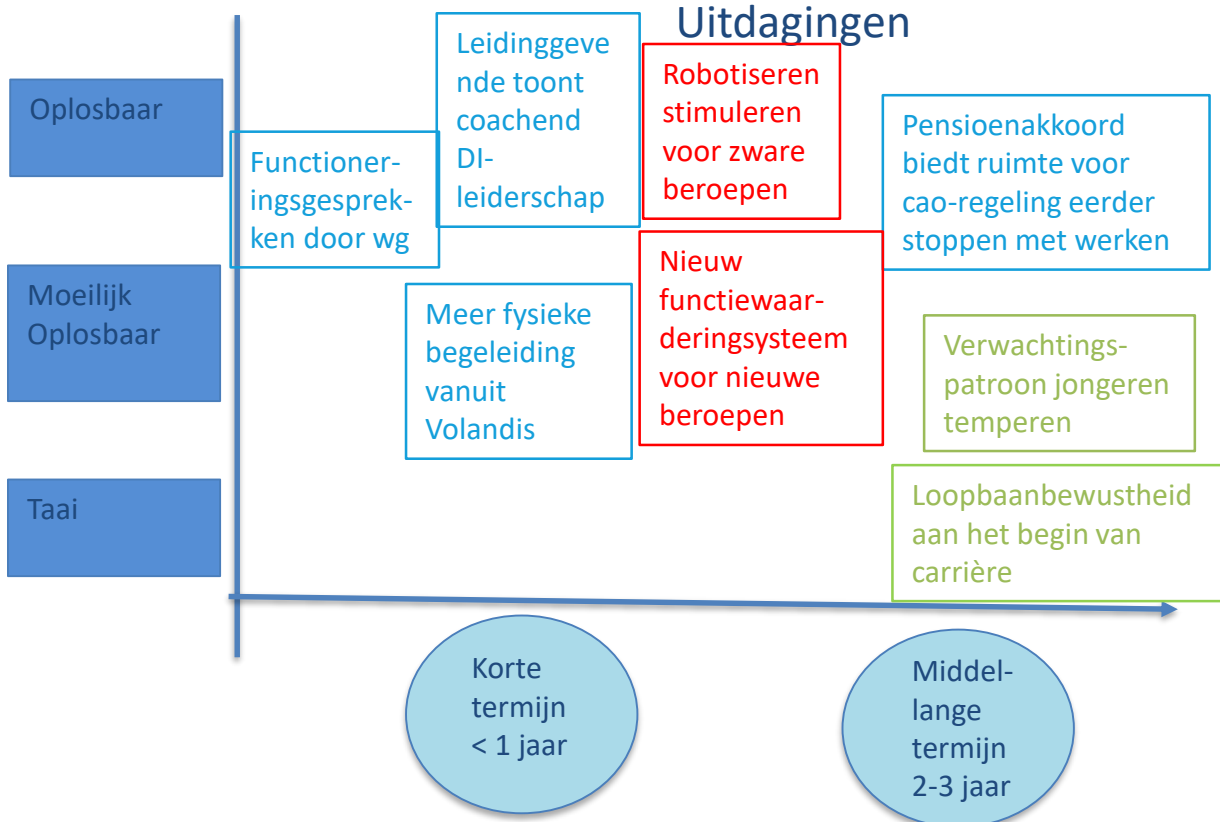 Uitdagingen
Oplosbaar
Functioner-
ingsgesprek-
ken door wg
Leidinggeve
nde toont
coachend
DI-
leiderschap
Robotiseren
stimuleren
voor zware
beroepen
Pensioenakkoord
biedt ruimte voor
cao-regeling eerder
stoppen met werken
Moeilijk
Oplosbaar
Meer fysieke
begeleiding
vanuit
Volandis
Nieuw
functiewaar-
deringsysteem
voor nieuwe
beroepen
Verwachtings-
patroon jongeren
temperen
Taai
Loopbaanbewustheid
aan het begin van
carrière
Korte
termijn
< 1 jaar
Middel-
lange
termijn
2-3 jaar